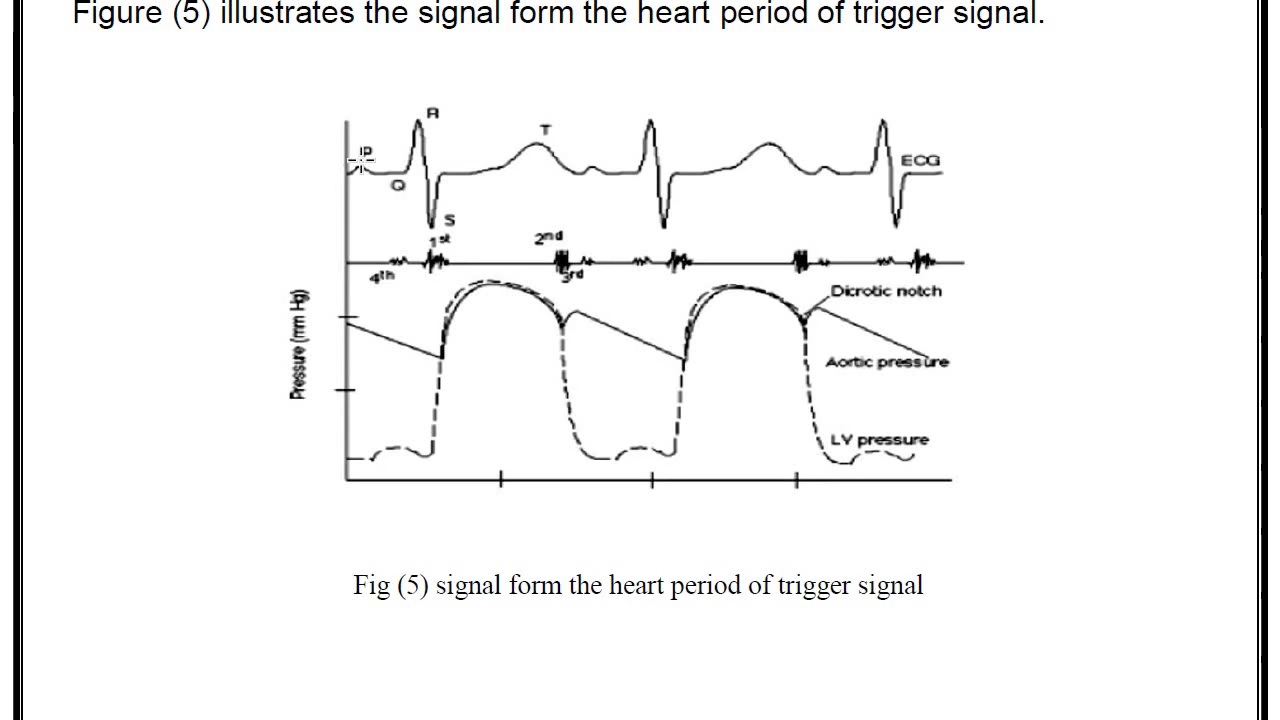 Figure (5) illustrates the signal form the heart period of trigger signal.
R
P
T
ECG
Q
S
1st
2nd
4th
3rd
Dicrotic notch
Pressure (mm Hg)
Aortic pressure
LV pressure
Fig (5) signal form the heart period of trigger signal